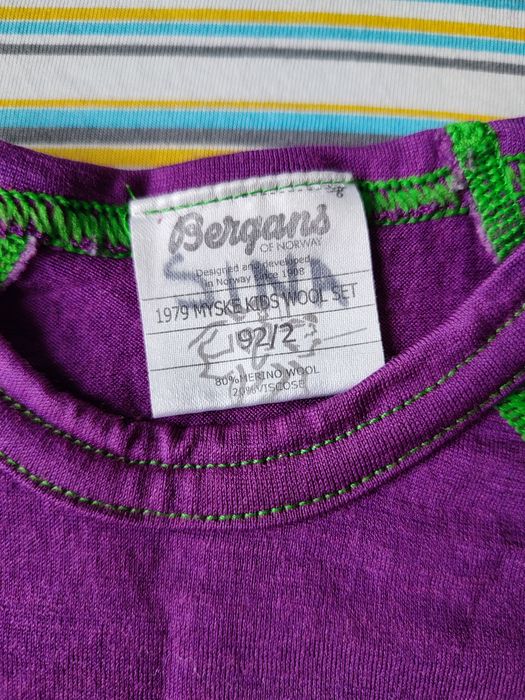 Bergans
OF NORWAY
Designed and developed
in Norway since 1908
1979 MYSKE KIDS WOOL SET
92/2
80%MERINO WOOL
20%VISCOSE